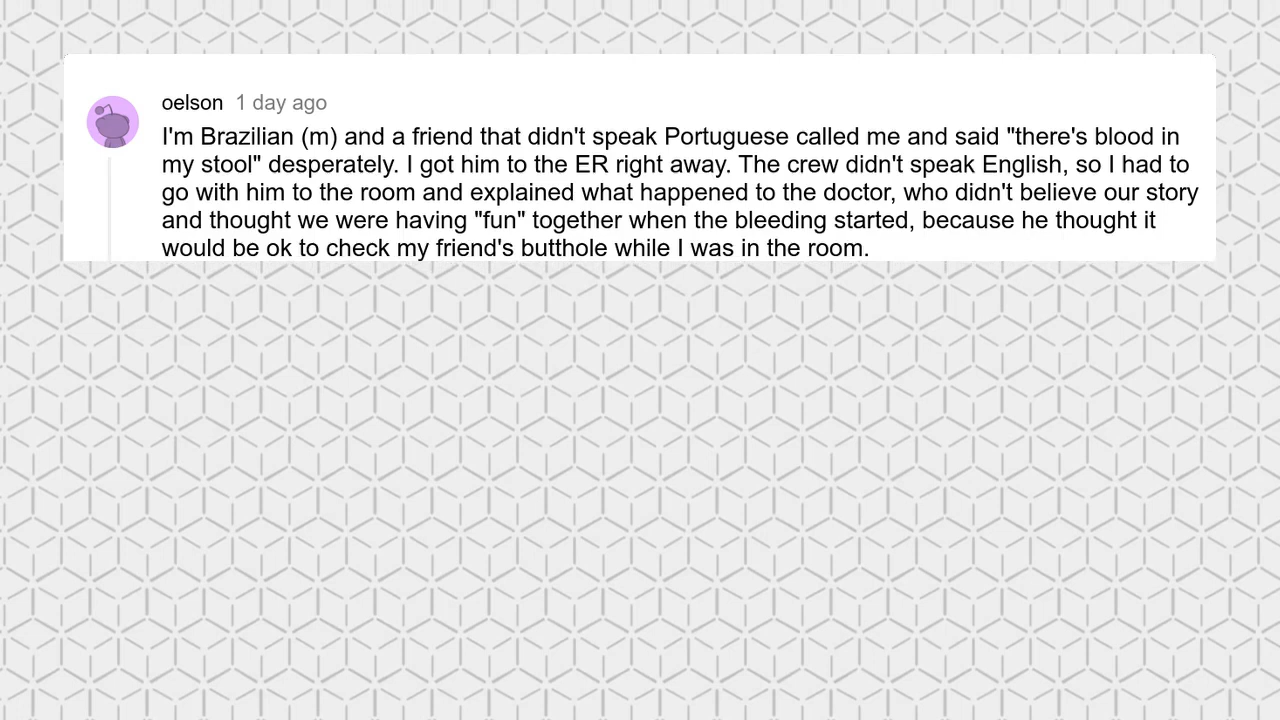 oelson 1 day ago
I'm Brazilian (m) and a friend that didn't speak Portuguese called me and said "there's blood in
my stool" desperately. I got him to the ER right away. The crew didn't speak English, so I had to
go with him to the room and explained what happened to the doctor, who didn't believe our story
and thought we were having "fun" together when the bleeding started, because he thought it
would be ok to check my friend's butthole while I was in the room.